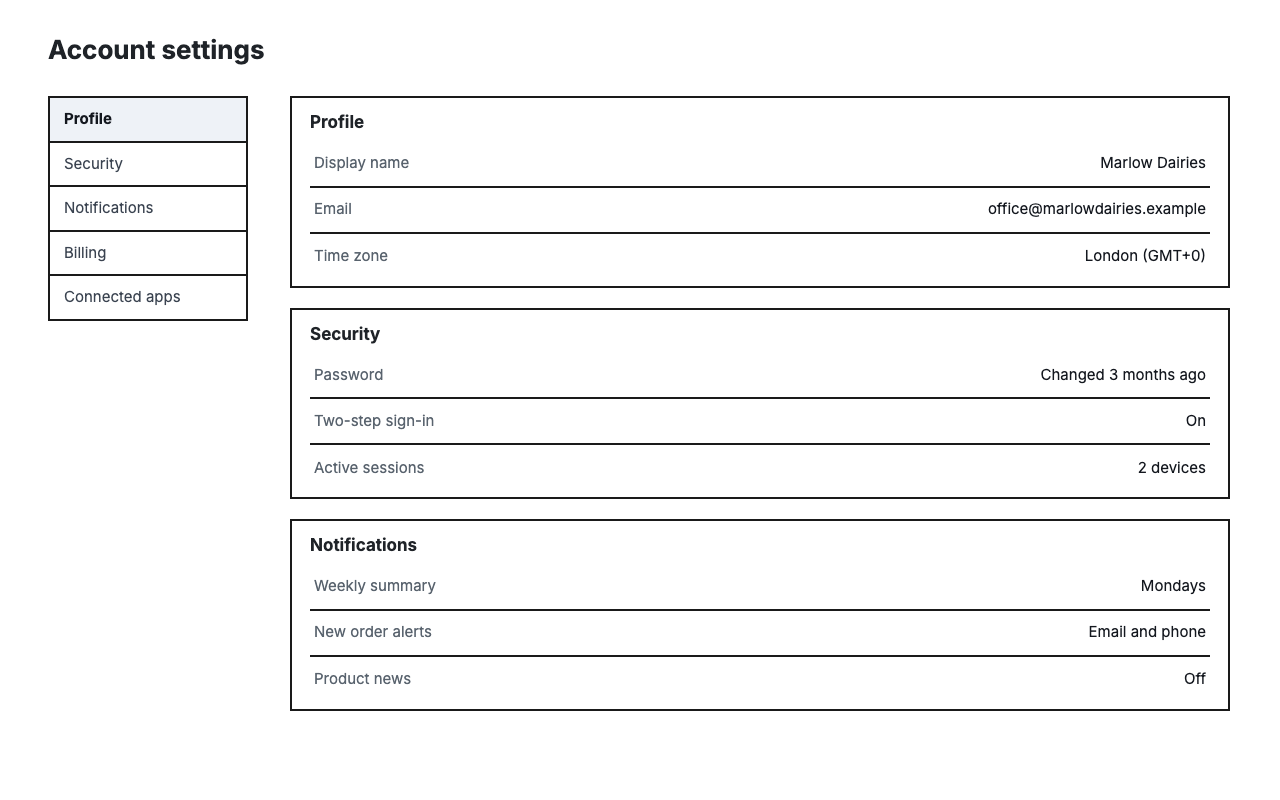 Account settings
Profile
Security
Notifications
Billing
Connected apps
Profile
Display name Marlow Dairies
Email office@marlowdairies.example
Time zone London (GMT+0)
Security
Password Changed 3 months ago
Two-step sign-in On
Active sessions 2 devices
Notifications
Weekly summary Mondays
New order alerts Email and phone
Product news Off